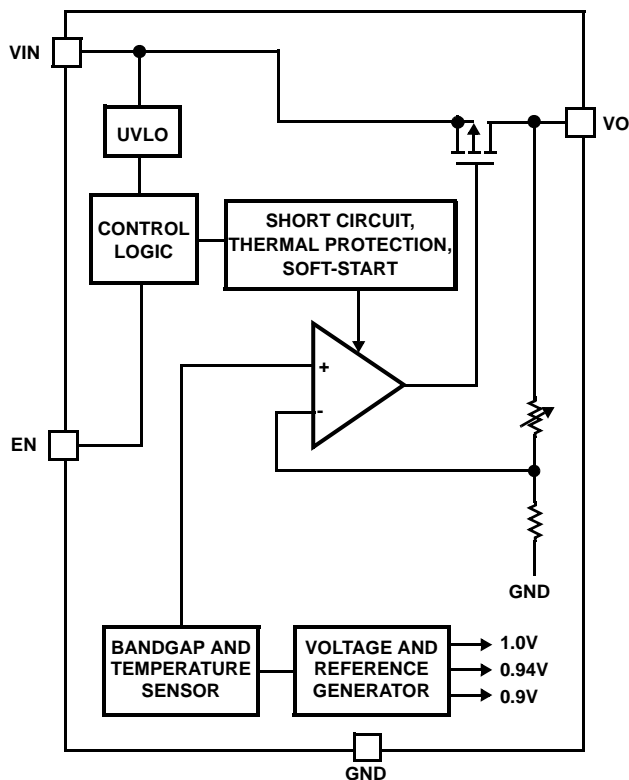 VIN
UVLO
VO
CONTROL
LOGIC
SHORT CIRCUIT,
THERMAL PROTECTION,
SOFT-START
+
-
EN
GND
BANDGAP AND
TEMPERATURE
SENSOR
VOLTAGE AND
REFERENCE
GENERATOR
1.0V
0.94V
0.9V
GND